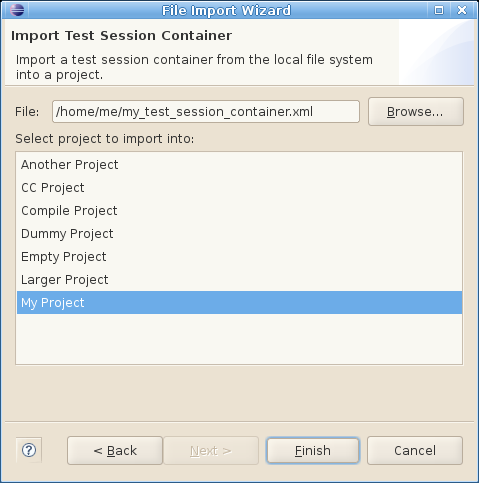 File Import Wizard
Import Test Session Container
Import a test session container from the local file system
into a project.
File: /home/me/my_test_session_container.xml Browse...
Select project to import into:
Another Project
CC Project
Compile Project
Dummy Project
Empty Project
Larger Project
My Project
? < Back Next > Finish Cancel